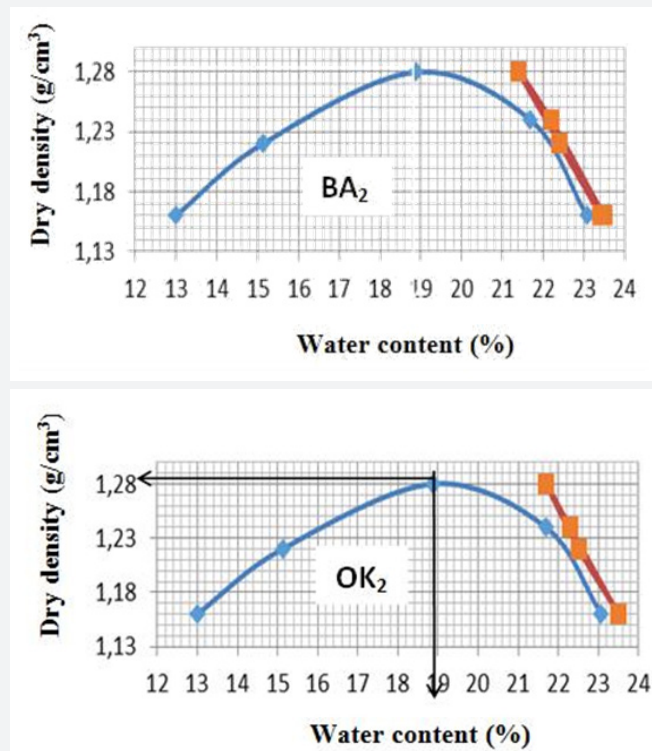 Dry density (g/cm³)
1,28
1,23
1,18
1,13
BA₂
12 13 14 15 16 17 18 19 20 21 22 23 24
Water content (%)
Dry density (g/cm³)
1,28
1,23
1,18
1,13
OK₂
12 13 14 15 16 17 18 19 20 21 22 23 24
Water content (%)